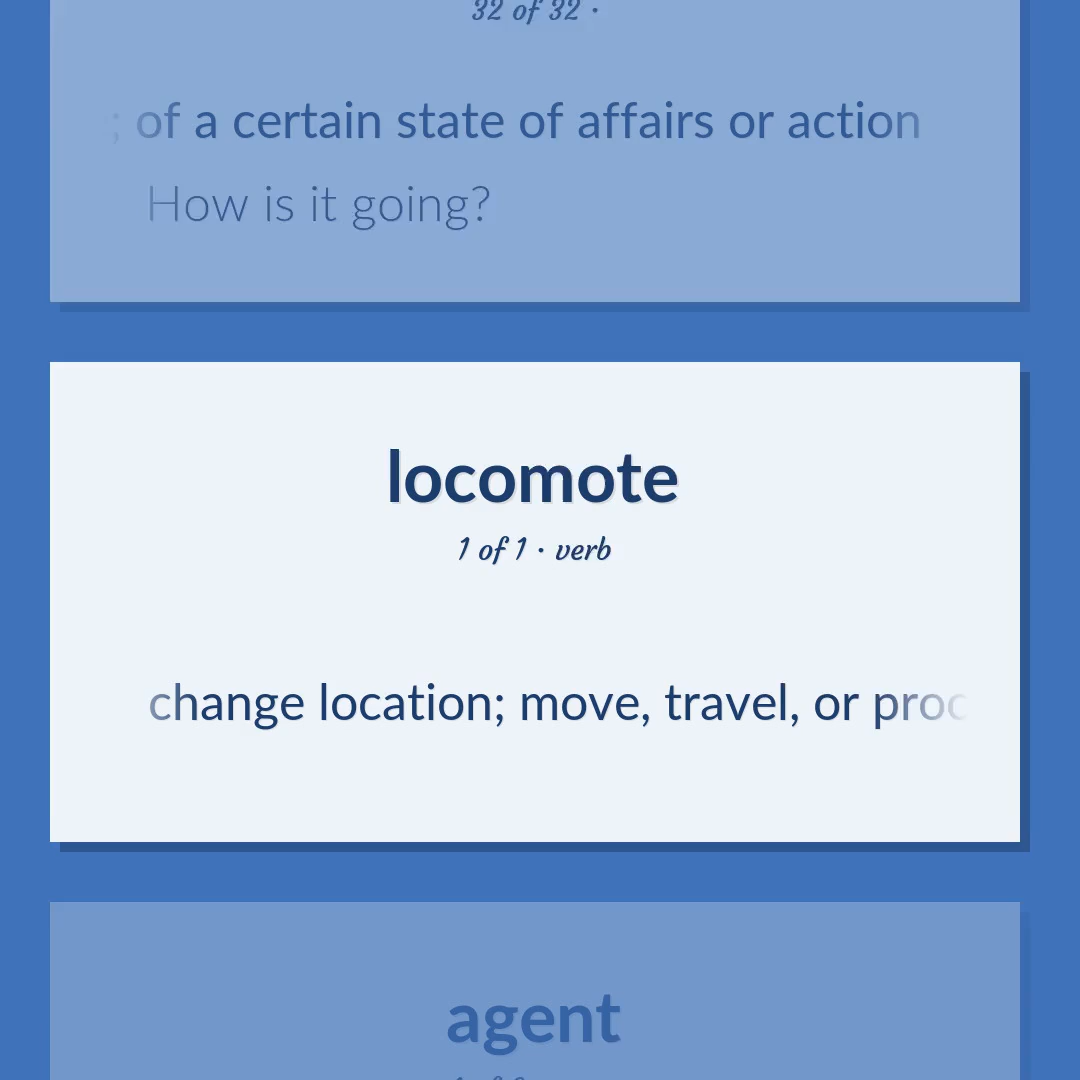 32 of 32 ·
; of a certain state of affairs or action
How is it going?
locomote
1 of 1 · verb
change location; move, travel, or proc
agent